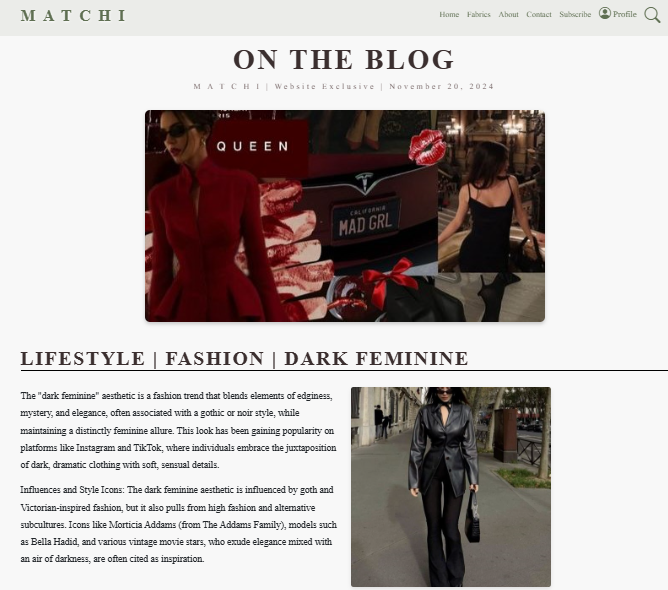 MATCHI
Home Fabrics About Contact Subscribe Profile
ON THE BLOG
M A T C H I | Website Exclusive | November 20, 2024
QUEEN
CALIFORNIA
MAD GRL
LIFESTYLE | FASHION | DARK FEMININE
The "dark feminine" aesthetic is a fashion trend that blends elements of edginess,
mystery, and elegance, often associated with a gothic or noir style, while
maintaining a distinctly feminine allure. This look has been gaining popularity on
platforms like Instagram and TikTok, where individuals embrace the juxtaposition
of dark, dramatic clothing with soft, sensual details.
Influences and Style Icons: The dark feminine aesthetic is influenced by goth and
Victorian-inspired fashion, but it also pulls from high fashion and alternative
subcultures. Icons like Morticia Addams (from The Addams Family), models such
as Bella Hadid, and various vintage movie stars, who exude elegance mixed with
an air of darkness, are often cited as inspiration.